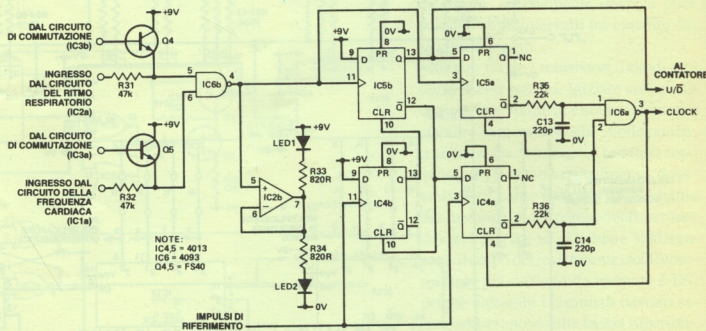 DAL CIRCUITO
DI COMMUTAZIONE
(IC3b)
Q4
+9V
INGRESSO
DAL CIRCUITO
DEL RITMO
RESPIRATORIO
(IC2a)
R31
47k
5
6
IC6b
4
DAL CIRCUITO
DI COMMUTAZIONE
(IC3a)
Q5
+9V
INGRESSO DAL
CIRCUITO DELLA
FREQUENZA
CARDIACA
(IC1a)
R32
47k
NOTE:
IC4,5 = 4013
IC6 = 4093
Q4,5 = FS40
+9V
LED1
R33
820R
5
+
6
–
IC2b
7
R34
820R
LED2
0V
IMPULSI DI
RIFERIMENTO
+9V
0V
8
9
D
PR
Q
13
IC5b
11
Q
12
CLR
10
+9V
0V
8
9
D
PR
Q
13
IC4b
11
Q
12
CLR
10
0V
6
5
D
PR
Q
1
NC
IC5a
3
Q
2
CLR
4
R35
22k
C13
220p
0V
0V
6
5
D
PR
Q
1
NC
IC4a
3
Q
2
CLR
4
R36
22k
C14
220p
0V
1
2
IC6a
3
AL
CONTATORE
U/D
CLOCK